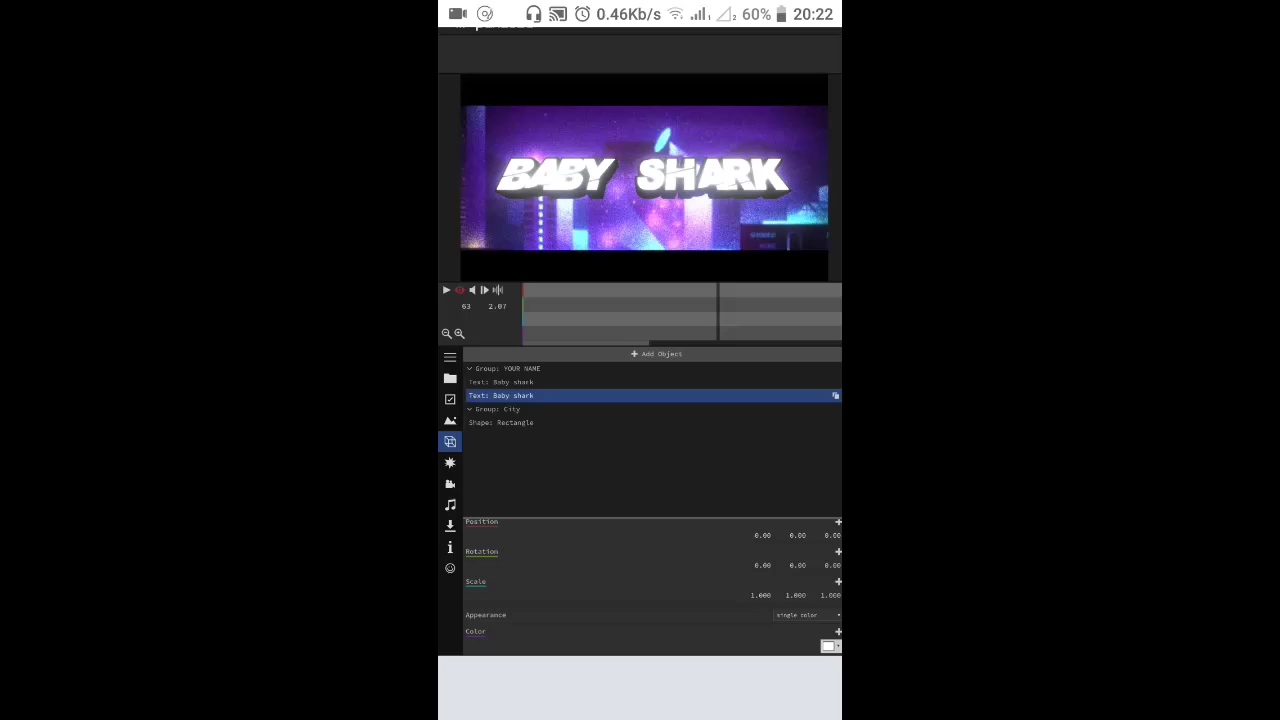 0.46Kb/s 1 2 60% 20:22
BABY SHARK
63 2.07
Add Object
Group: YOUR NAME
Text: Baby shark
Text: Baby shark
Group: City
Shape: Rectangle
Position
0.00 0.00 0.00
Rotation
0.00 0.00 0.00
Scale
1.000 1.000 1.000
Appearance single color
Color